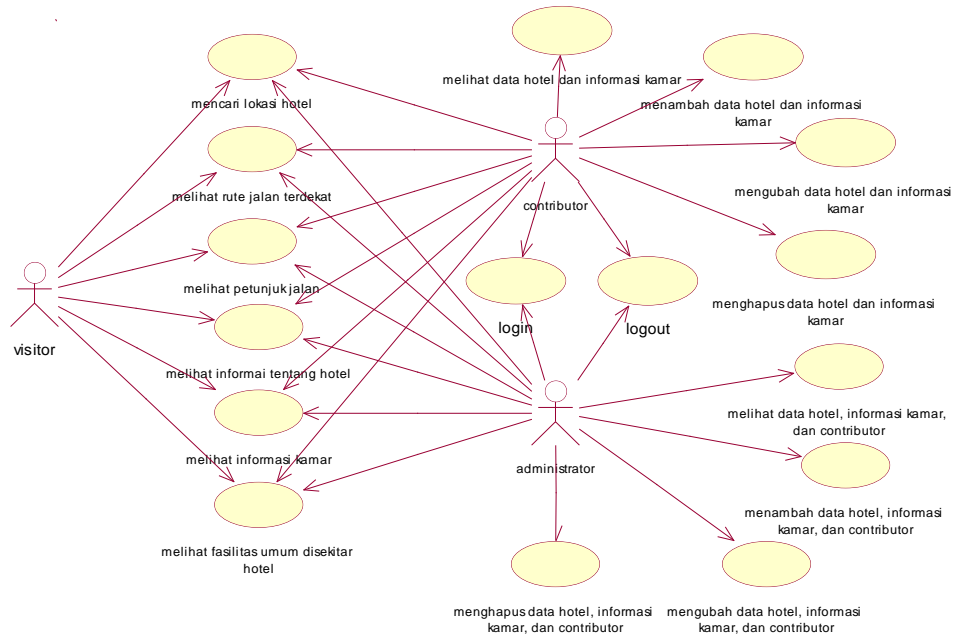 melihat data hotel dan informasi kamar
mencari lokasi hotel
menambah data hotel dan informasi
kamar
melihat rute jalan terdekat
mengubah data hotel dan informasi
kamar
contributor
melihat petunjuk jalan
menghapus data hotel dan informasi
kamar
login
logout
visitor
melihat informai tentang hotel
melihat data hotel, informasi kamar,
dan contributor
melihat informasi kamar
administrator
menambah data hotel, informasi
kamar, dan contributor
melihat fasilitas umum disekitar
hotel
menghapus data hotel, informasi
kamar, dan contributor
mengubah data hotel, informasi
kamar, dan contributor